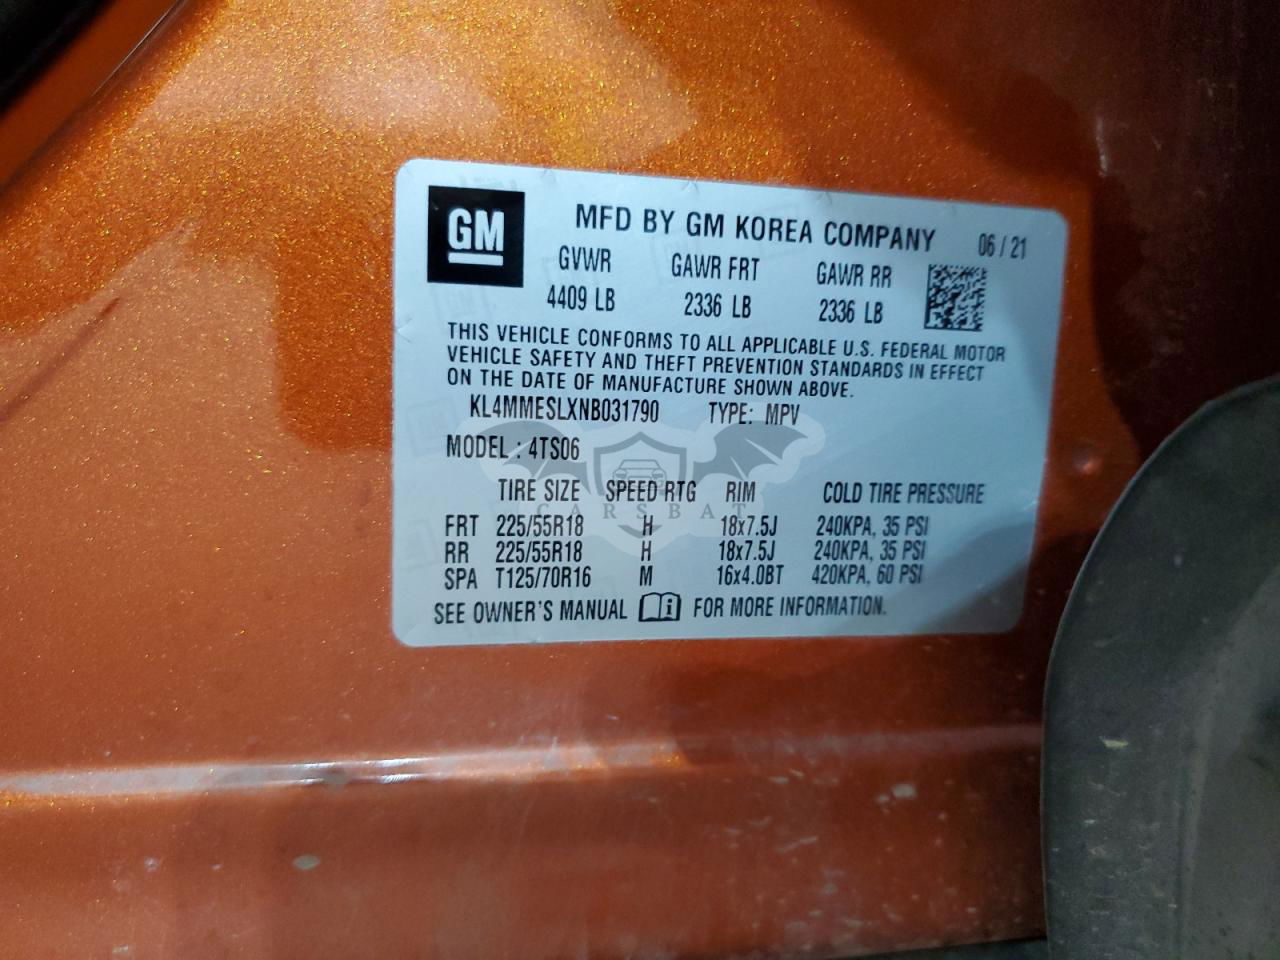 GM
MFD BY GM KOREA COMPANY 06/21
GVWR GAWR FRT GAWR RR
4409 LB 2336 LB 2336 LB
THIS VEHICLE CONFORMS TO ALL APPLICABLE U.S. FEDERAL MOTOR
VEHICLE SAFETY AND THEFT PREVENTION STANDARDS IN EFFECT
ON THE DATE OF MANUFACTURE SHOWN ABOVE.
KL4MMESLXNB031790 TYPE: MPV
MODEL : 4TS06
TIRE SIZE SPEED RTG RIM COLD TIRE PRESSURE
CARSBAT
FRT 225/55R18 H 18x7.5J 240KPA, 35 PSI
RR 225/55R18 H 18x7.5J 240KPA, 35 PSI
SPA T125/70R16 M 16x4.0BT 420KPA, 60 PSI
SEE OWNER'S MANUAL i FOR MORE INFORMATION.